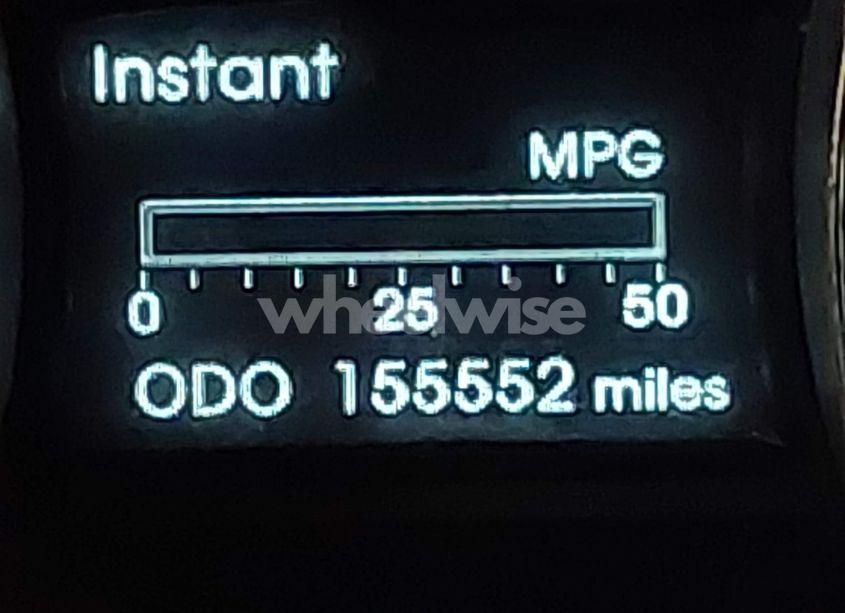 Instant
MPG
0 25 50
wheelwise
ODO 155552 miles